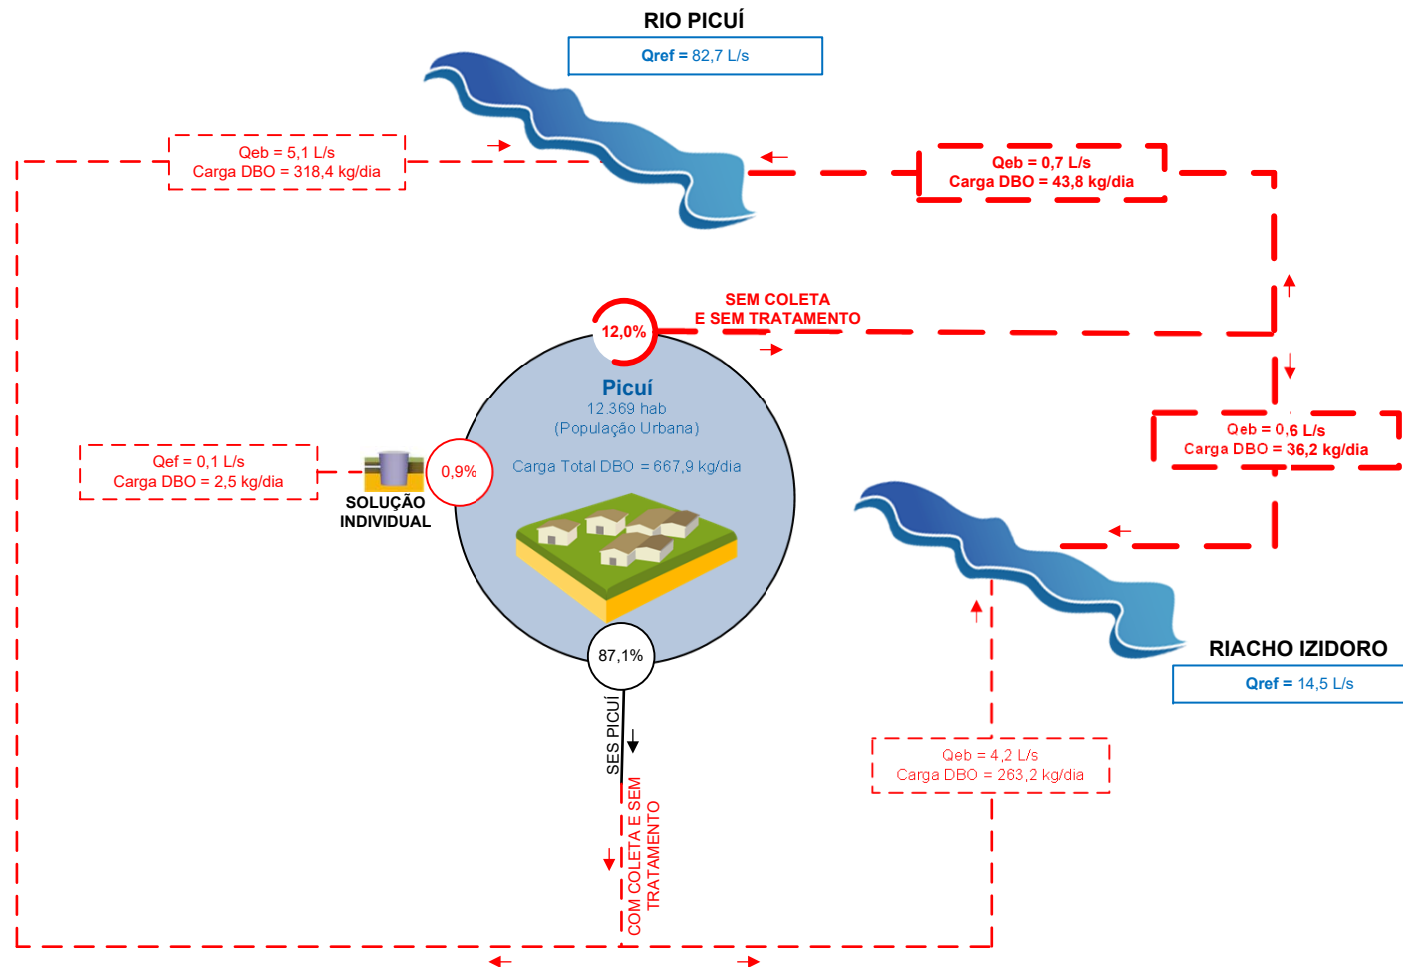 RIO PICUÍ
Qref = 82,7 L/s
Qeb = 5,1 L/s
Carga DBO = 318,4 kg/dia
Qeb = 0,7 L/s
Carga DBO = 43,8 kg/dia
SEM COLETA
E SEM TRATAMENTO
12,0%
Picuí
12.369 hab
(População Urbana)
Carga Total DBO = 667,9 kg/dia
Qeb = 0,6 L/s
Carga DBO = 36,2 kg/dia
Qef = 0,1 L/s
Carga DBO = 2,5 kg/dia
0,9%
SOLUÇÃO
INDIVIDUAL
87,1%
RIACHO IZIDORO
Qref = 14,5 L/s
SES PICUÍ
Qeb = 4,2 L/s
Carga DBO = 263,2 kg/dia
COM COLETA E SEM
TRATAMENTO